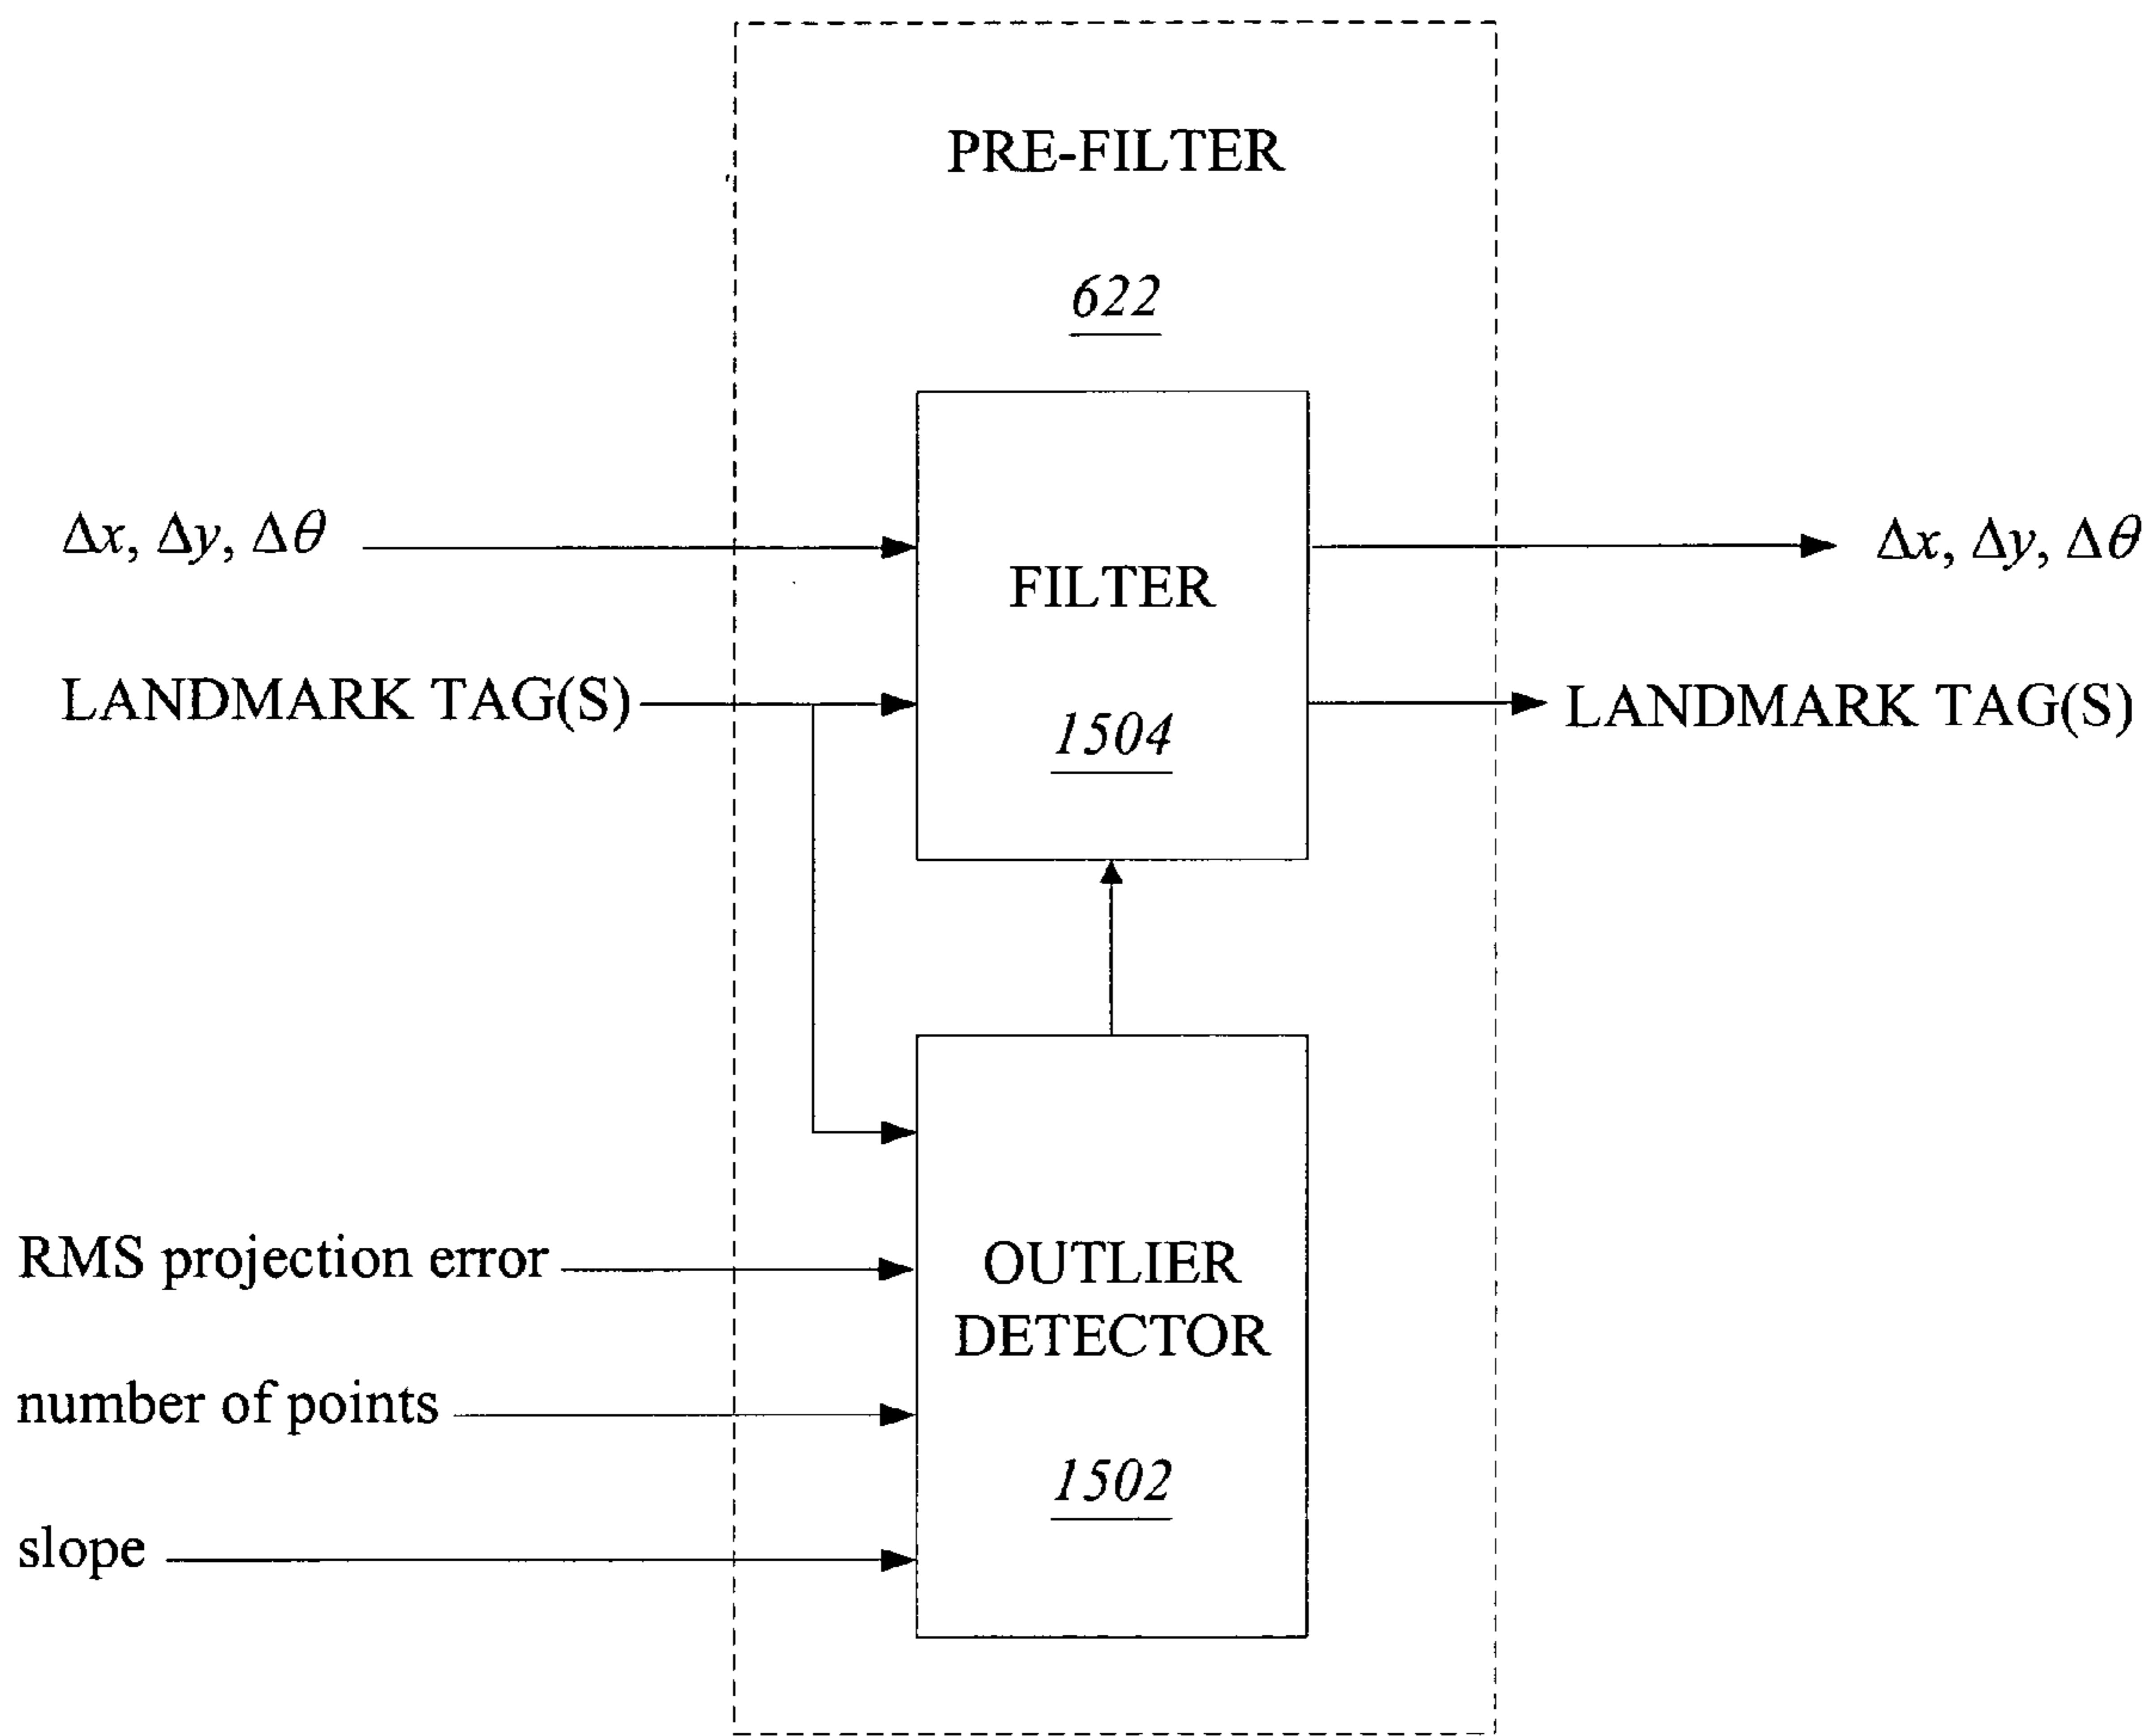 PRE-FILTER
622
Δx, Δy, Δθ
FILTER
Δx, Δy, Δθ
LANDMARK TAG(S)
1504
LANDMARK TAG(S)
RMS projection error
OUTLIER
DETECTOR
number of points
1502
slope